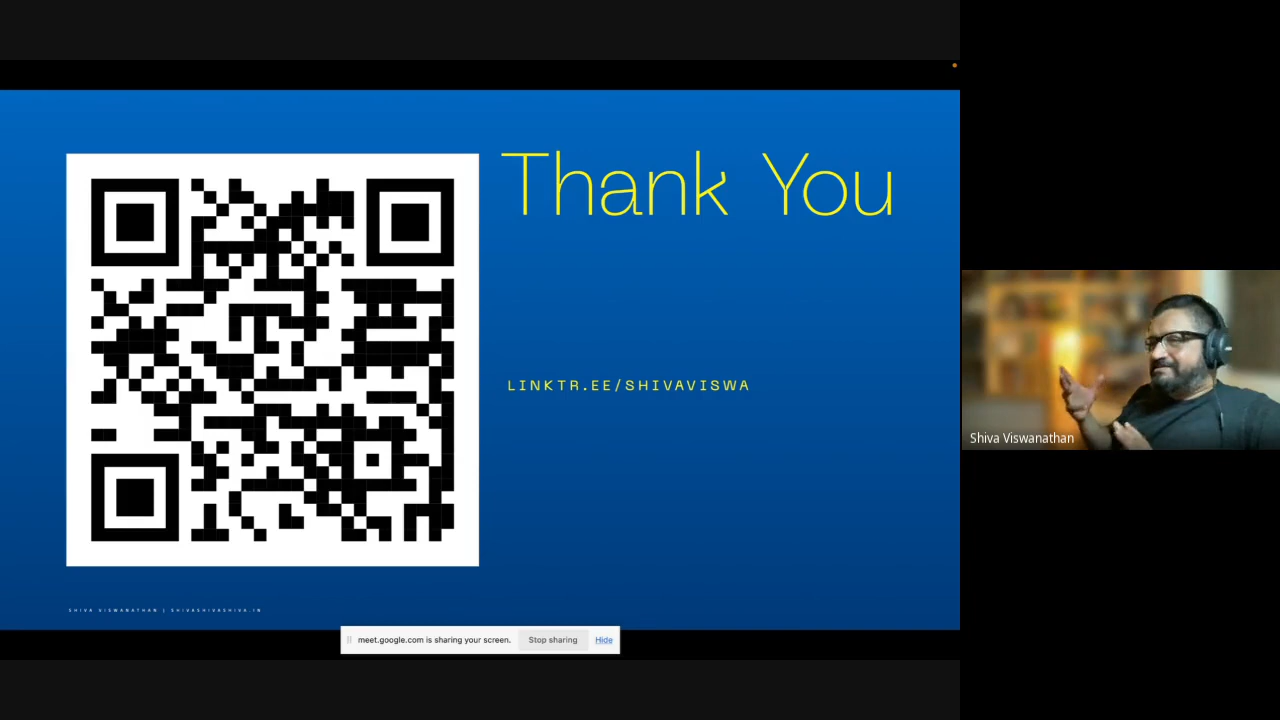 Thank You
LINKTR.EE/SHIVAVISWA
Shiva Viswanathan
SHIVA VISWANATHAN | SHIVASHIVASHIVA.IN
meet.google.com is sharing your screen. Stop sharing Hide